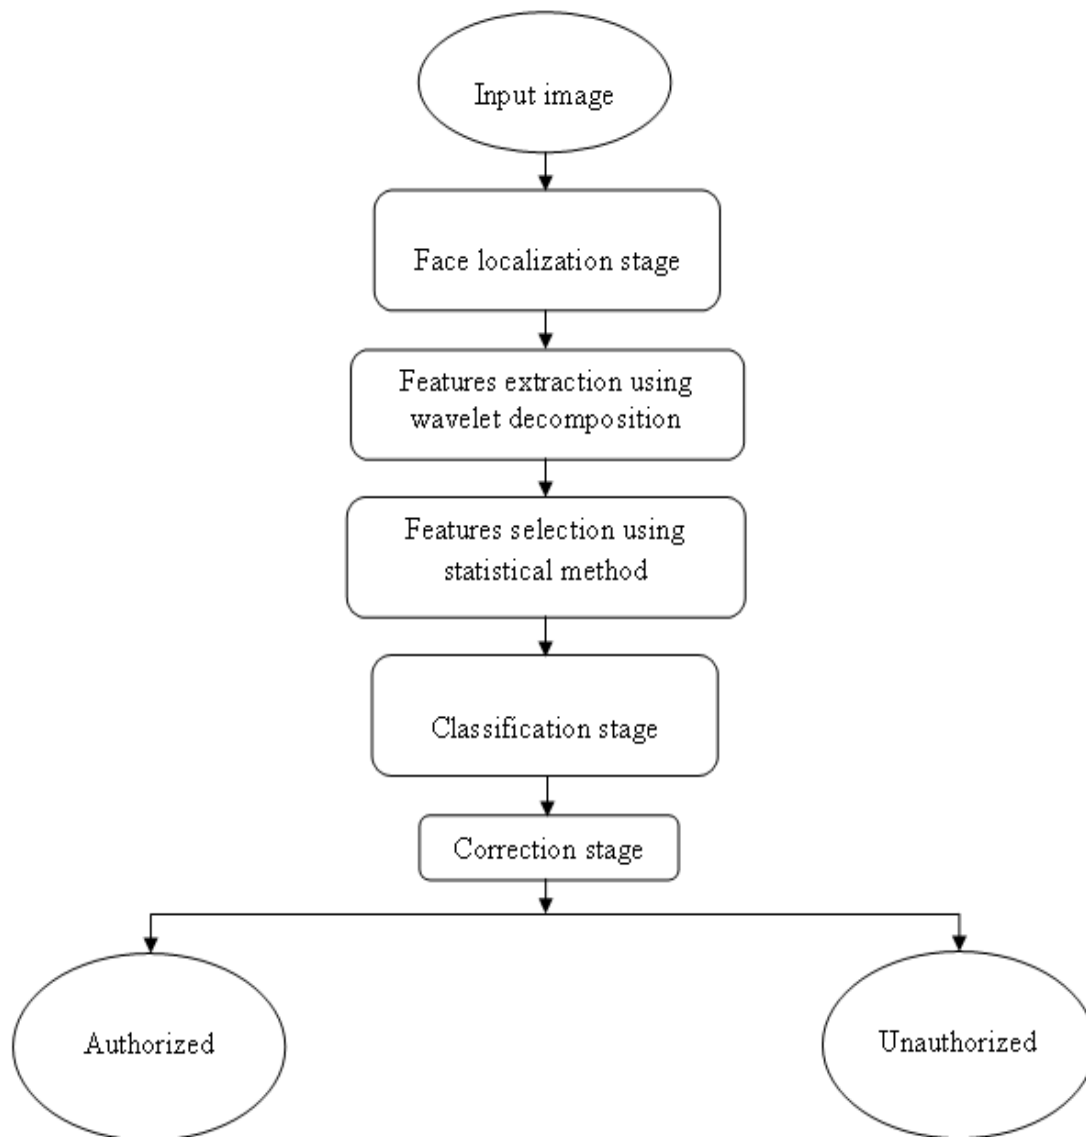 Input image
Face localization stage
Features extraction using
wavelet decomposition
Features selection using
statistical method
Classification stage
Correction stage
Authorized
Unauthorized